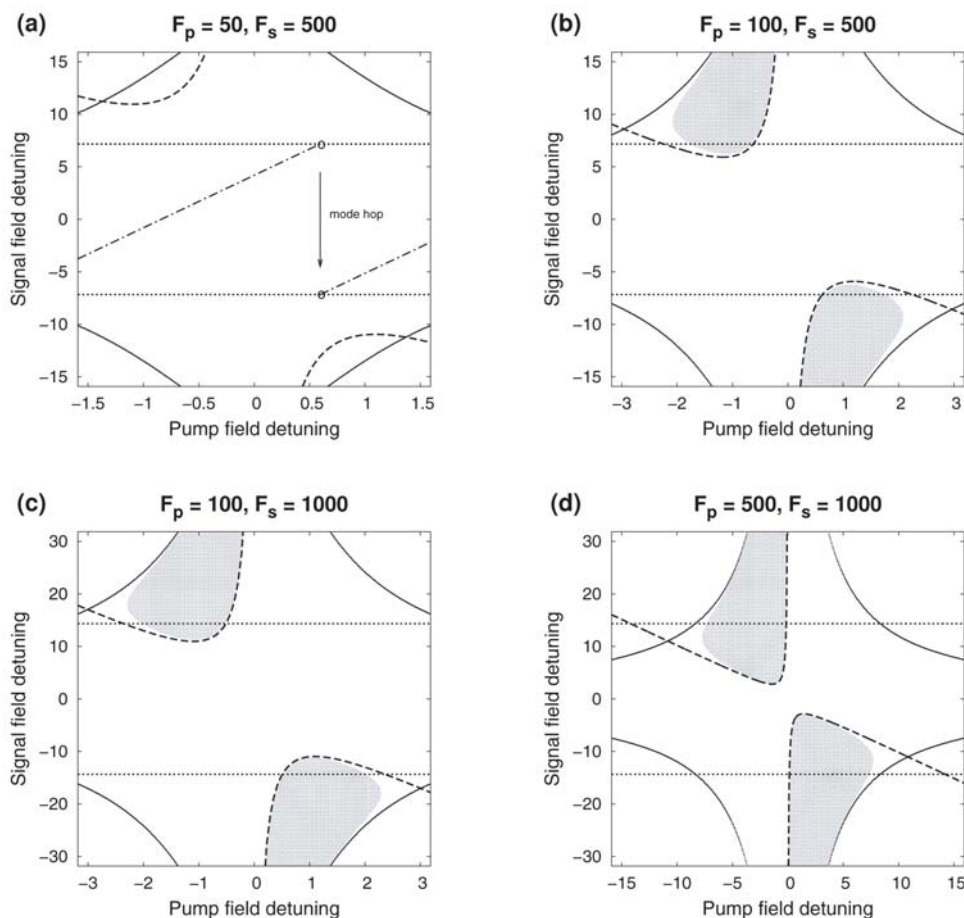 (a)
F_p = 50, F_s = 500
Signal field detuning
15
10
5
0
−5
−10
−15
mode hop
−1.5 −1 −0.5 0 0.5 1 1.5
Pump field detuning
(b)
F_p = 100, F_s = 500
Signal field detuning
15
10
5
0
−5
−10
−15
−3 −2 −1 0 1 2 3
Pump field detuning
(c)
F_p = 100, F_s = 1000
Signal field detuning
30
20
10
0
−10
−20
−30
−3 −2 −1 0 1 2 3
Pump field detuning
(d)
F_p = 500, F_s = 1000
Signal field detuning
30
20
10
0
−10
−20
−30
−15 −10 −5 0 5 10 15
Pump field detuning